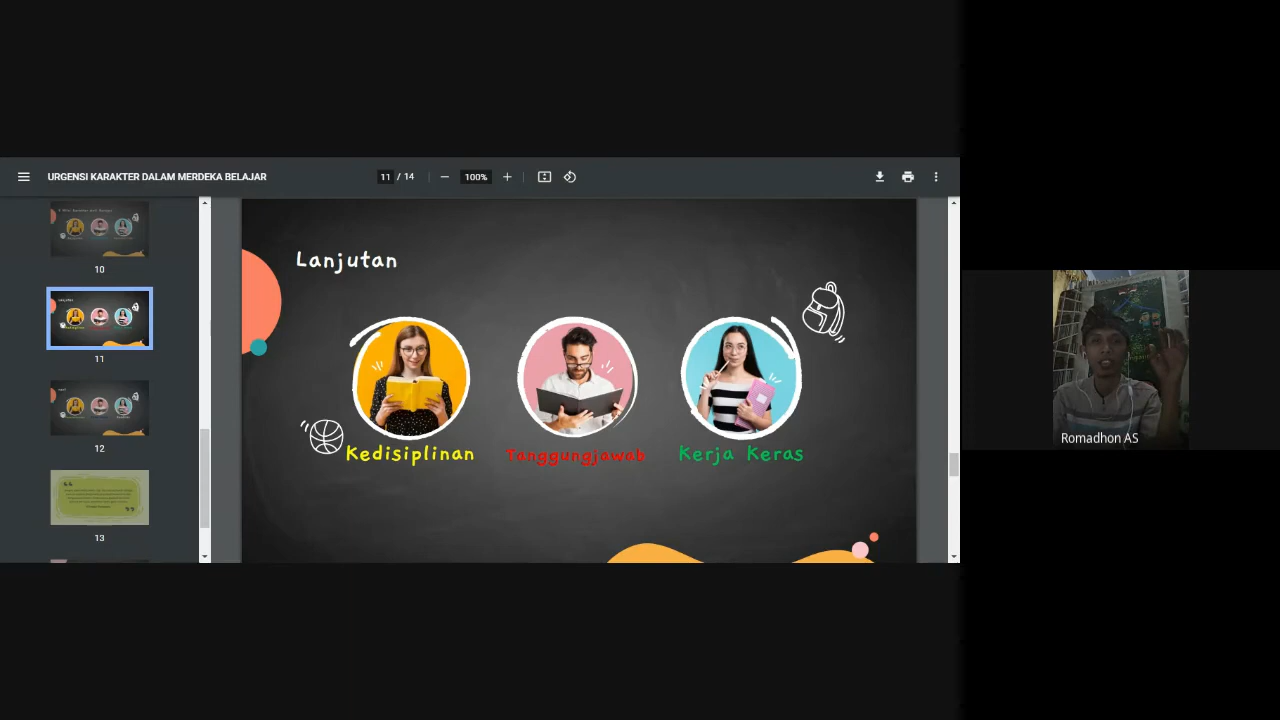 URGENSI KARAKTER DALAM MERDEKA BELAJAR
11 / 14
100%
10
11
12
13
Lanjutan
Kedisiplinan
Tanggungjawab
Kerja Keras
Romadhon AS